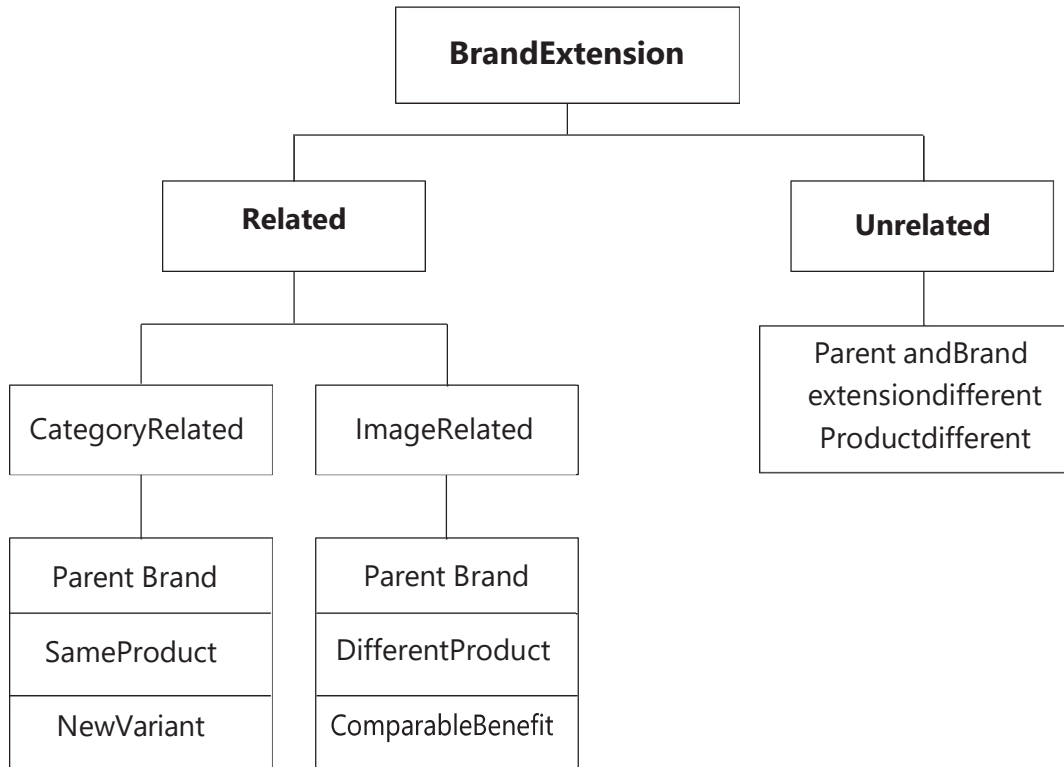 BrandExtension
Related
Unrelated
Parent andBrand
extensiondifferent
Productdifferent
CategoryRelated
ImageRelated
Parent Brand
SameProduct
NewVariant
Parent Brand
DifferentProduct
ComparableBenefit